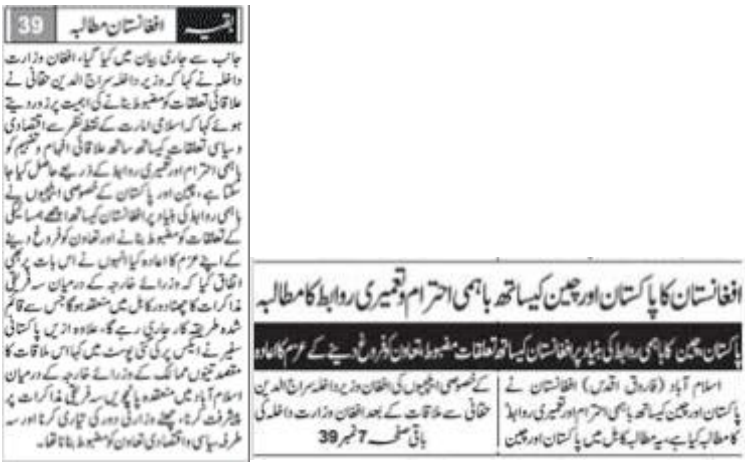 افغانستان کا پاکستان اور چین کیساتھ باہمی احترام و تعمیری روابط کا مطالبہ
پاکستان، چین کا باہمی روابط کی بنیاد پر افغانستان کیساتھ تعلقات مضبوط، تعاون کو فروغ دینے کے عزم کا اعادہ
اسلام آباد (فاروق اقدس) افغانستان نے
پاکستان اور چین کیساتھ باہمی احترام اور تعمیری روابط
کا مطالبہ کیا ہے، یہ مطالبہ کابل میں پاکستان اور چین
کے خصوصی ایلچیوں کی افغان وزیر داخلہ سراج الدین
حقانی سے ملاقات کے بعد افغان وزارت داخلہ کی
باقی صفحہ 7 نمبر 39
بقیہ افغانستان مطالبہ 39
جانب سے جاری بیان میں کیا گیا، افغان وزارت
داخلہ نے کہا کہ وزیر داخلہ سراج الدین حقانی نے
علاقائی تعلقات کو مضبوط بنانے کی اہمیت پر زور دیتے
ہوئے کہا کہ اسلامی امارت کے نقطہ نظر سے اقتصادی
و سیاسی تعلقات کیساتھ ساتھ علاقائی افہام و تفہیم کو
باہمی احترام اور تعمیری روابط کے ذریعے حاصل کیا جا
سکتا ہے، چین اور پاکستان کے خصوصی ایلچیوں نے
باہمی روابط کی بنیاد پر افغانستان کیساتھ اچھے ہمسائیگی
کے تعلقات کو مضبوط بنانے اور تعاون کو فروغ دینے
کے اپنے عزم کا اعادہ کیا انہوں نے اس بات پر بھی
اتفاق کیا کہ وزرائے خارجہ کے درمیان سہ فریقی
مذاکرات کا چھٹا دور کابل میں منعقد ہوگا جس سے قائم
شدہ طریقہ کار جاری رہے گا، علاوہ ازیں پاکستانی
سفیر نے ایکس پر کی گئی پوسٹ میں کہا اس ملاقات کا
مقصد تینوں ممالک کے وزرائے خارجہ کے درمیان
اسلام آباد میں منعقدہ پانچویں سہ فریقی مذاکرات پر
پیشرفت کرنا، چھٹے وزارتی دور کی تیاری کرنا اور سہ
طرفہ سیاسی و اقتصادی تعاون کو مضبوط بنانا تھا۔